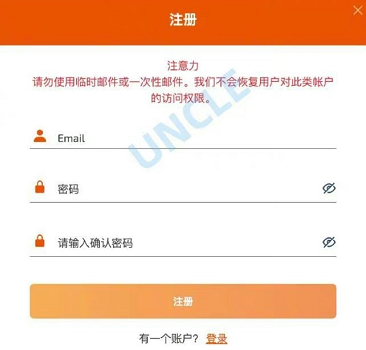 注册
注意力
请勿使用临时邮件或一次性邮件。我们不会恢复用户对此类帐户
的访问权限。
UNCLE
Email
密码
请输入确认密码
注册
有一个账户? 登录